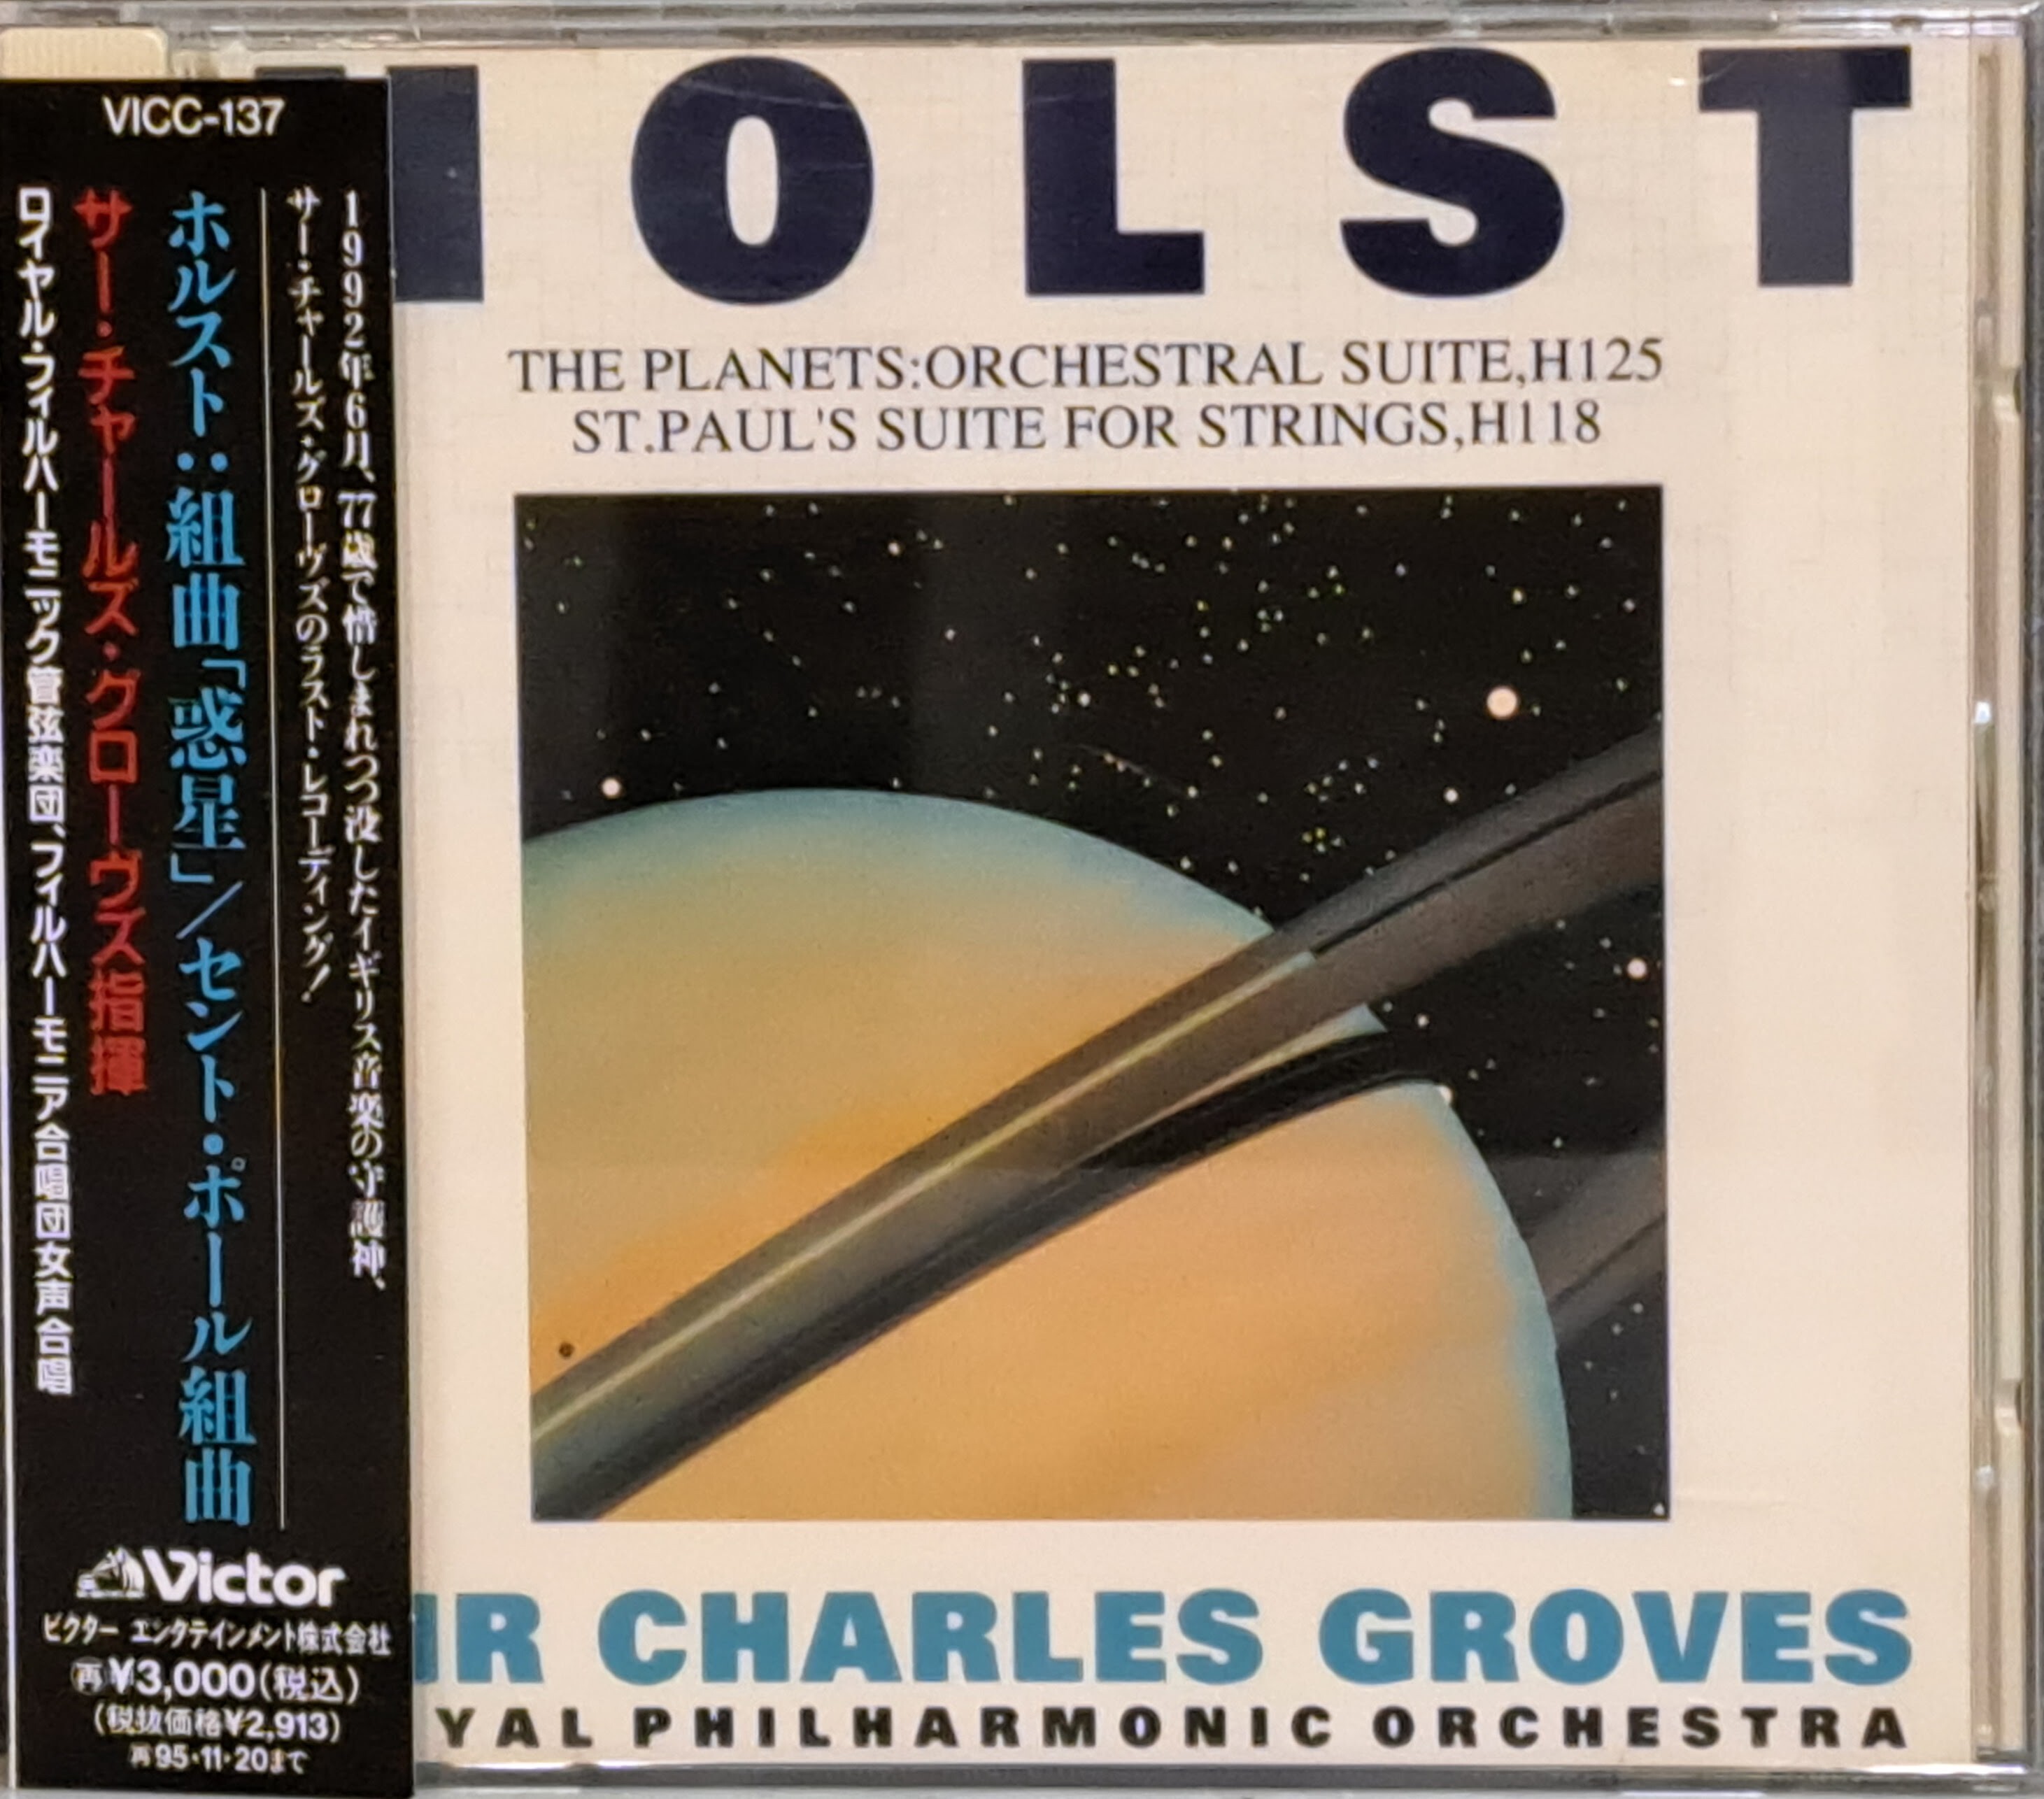 VICC-137
1992年6月、77歳で惜しまれつつ没したイギリス音楽の守護神、
サー・チャールズ・グローヴズのラスト・レコーディング!
ホルスト:組曲「惑星」/セント・ポール組曲
サー・チャールズ・グローヴズ指揮
ロイヤル・フィルハーモニック管弦楽団、フィルハーモニア合唱団女声合唱
Victor
ビクター エンタテインメント株式会社
再¥3,000(税込)
(税抜価格¥2,913)
再95・11・20まで
HOLST
THE PLANETS:ORCHESTRAL SUITE,H125
ST.PAUL'S SUITE FOR STRINGS,H118
IR CHARLES GROVES
YAL PHILHARMONIC ORCHESTRA